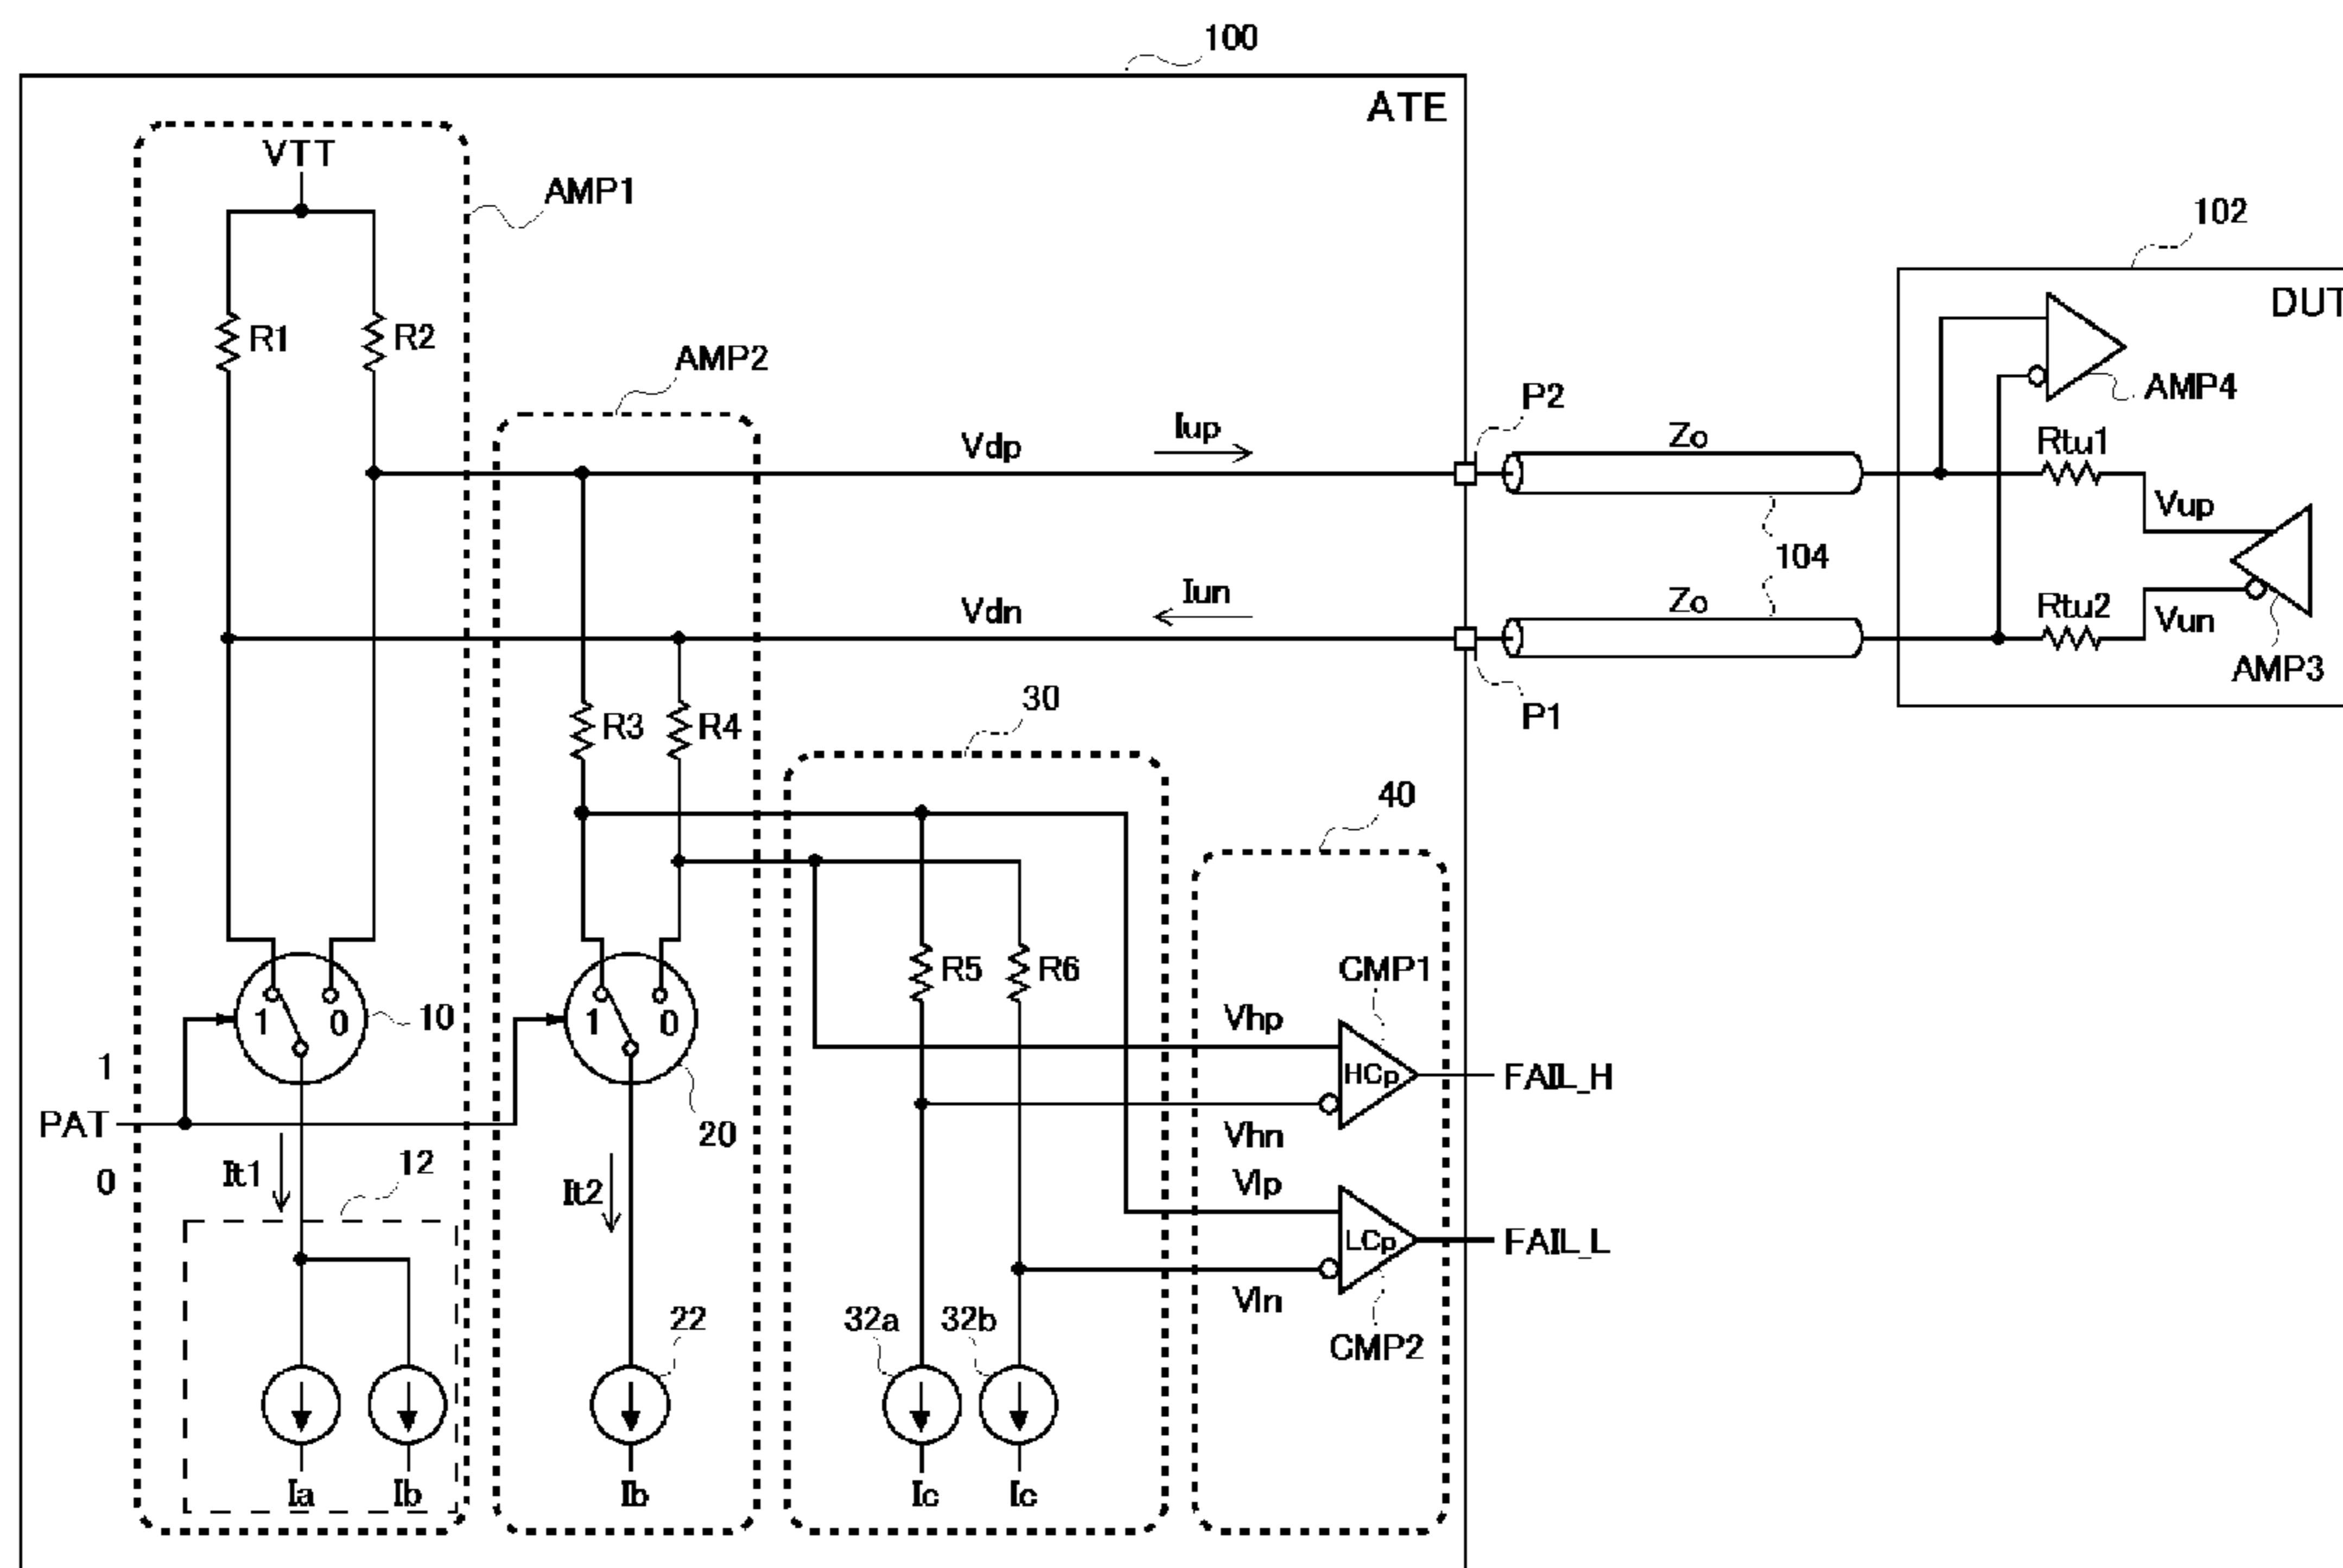 100
ATE
VTT
AMP1
102
R1
R2
AMP2
DUT
P2
AMP4
Vdp
Iup
Zo
Rtu1
Vup
104
Vdn
Iun
Zo
Rtu2
Vun
AMP3
P1
R3
R4
30
40
R5
R6
CMP1
1
0
10
1
0
Vhp
1
HCp
FAIL_H
PAT
20
Vhn
0
It1
12
It2
Vlp
LCp
FAIL_L
Vln
22
32a
32b
CMP2
Ia
Ib
Ib
Ic
Ic